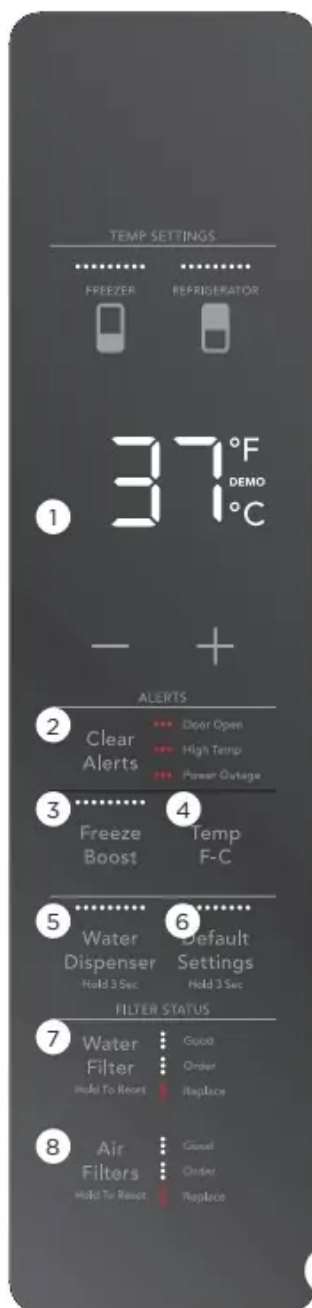 TEMP SETTINGS
FREEZER REFRIGERATOR
37 °F
DEMO
°C
1
− +
ALERTS
2 Clear Alerts
Door Open
High Temp
Power Outage
3 Freeze Boost
4 Temp F-C
5 Water Dispenser
Hold 3 Sec
6 Default Settings
Hold 3 Sec
FILTER STATUS
7 Water Filter
Hold To Reset
Good
Order
Replace
8 Air Filters
Hold To Reset
Good
Order
Replace